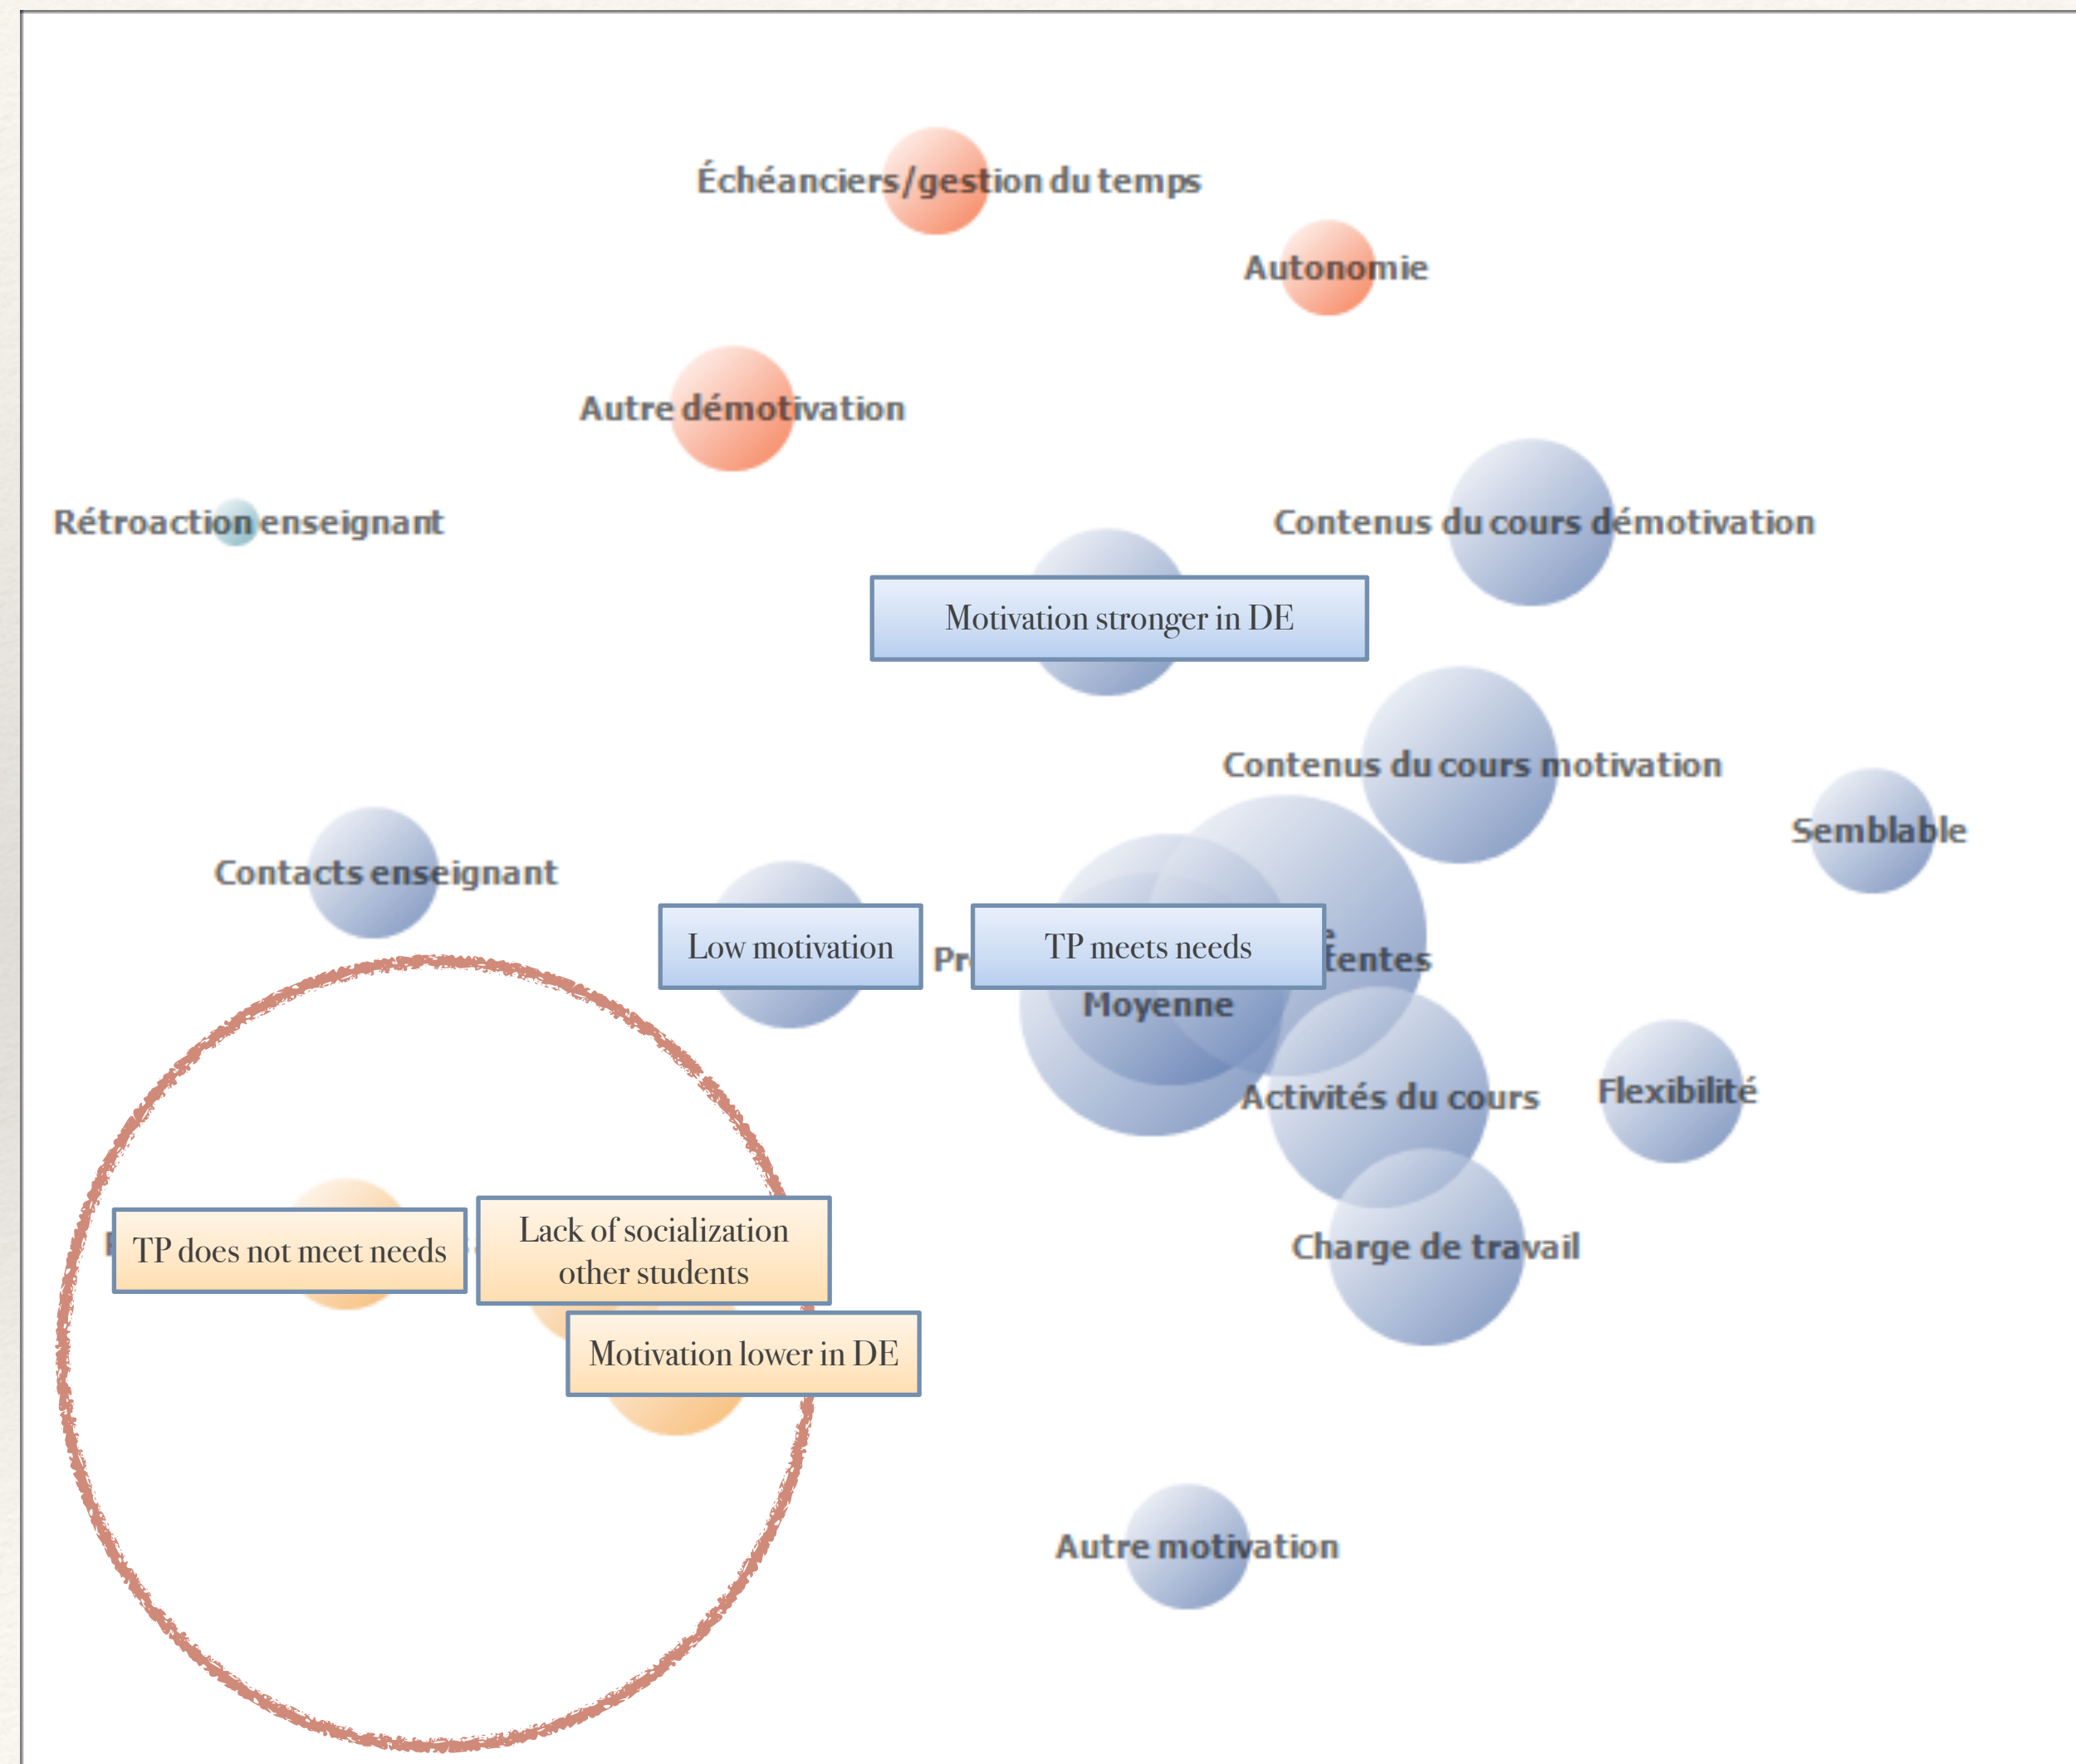 Échéanciers/gestion du temps
Autonomie
Autre démotivation
Rétroaction enseignant
Contenus du cours démotivation
Motivation stronger in DE
Contenus du cours motivation
Semblable
Contacts enseignant
Low motivation
TP meets needs
Moyenne
Activités du cours
Flexibilité
TP does not meet needs
Lack of socialization
other students
Charge de travail
Motivation lower in DE
Autre motivation